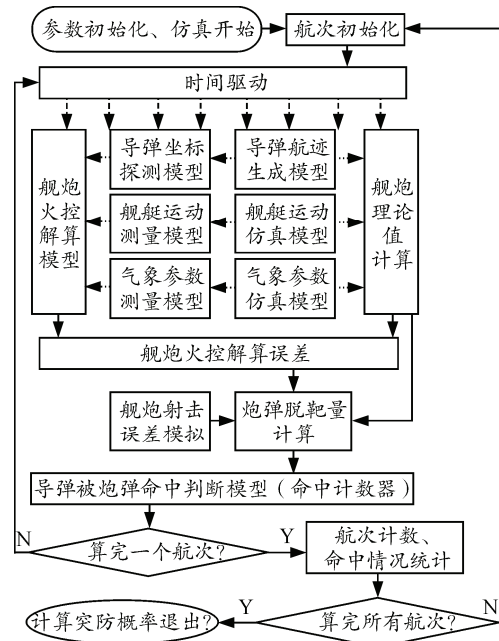 参数初始化、仿真开始
航次初始化
时间驱动
舰炮
火控
解算
模型
导弹坐标
探测模型
导弹航迹
生成模型
舰艇运动
测量模型
舰艇运动
仿真模型
气象参数
测量模型
气象参数
仿真模型
舰炮
理论
值
计算
舰炮火控解算误差
舰炮射击
误差模拟
炮弹脱靶量
计算
导弹被炮弹命中判断模型（命中计数器）
N
算完一个航次?
Y
航次计数、
命中情况统计
计算突防概率退出?
Y
算完所有航次?
N